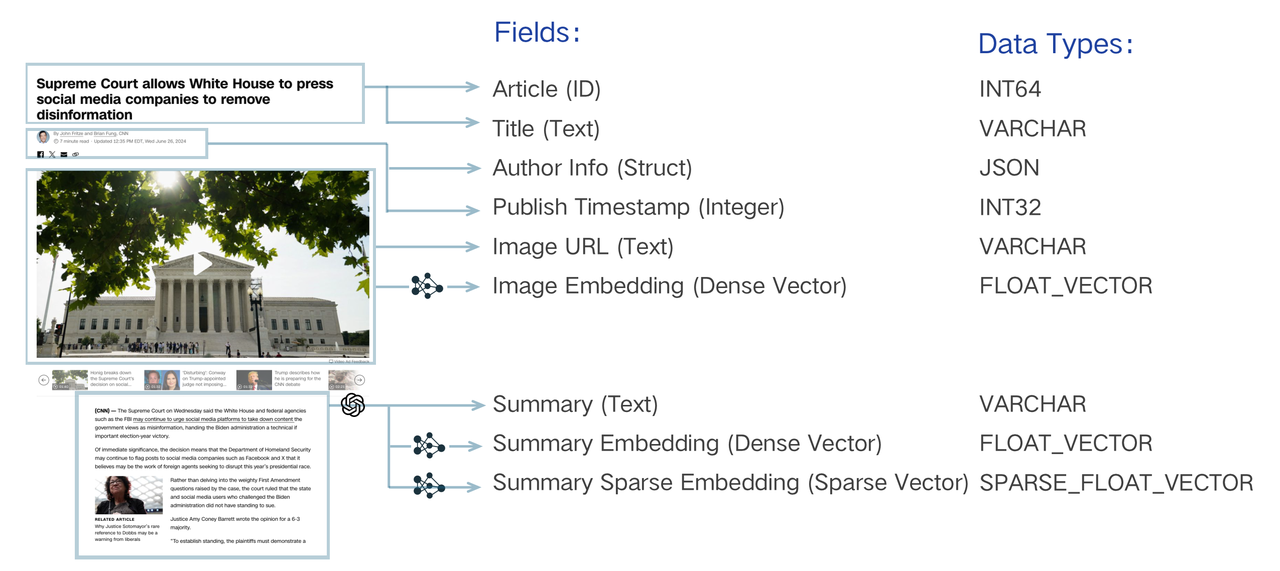 Fields:
Data Types:
Supreme Court allows White House to press
social media companies to remove
disinformation
By John Fritze and Brian Fung, CNN
7 minute read · Updated 12:35 PM EDT, Wed June 26, 2024
Article (ID)
INT64
Title (Text)
VARCHAR
Author Info (Struct)
JSON
Publish Timestamp (Integer)
INT32
Image URL (Text)
VARCHAR
Image Embedding (Dense Vector)
FLOAT_VECTOR
Video Ad Feedback
Honig breaks down
the Supreme Court's
decision on social...
'Disturbing': Conway
on Trump-appointed
judge not imposing...
Trump describes how
he is preparing for the
CNN debate
(CNN) — The Supreme Court on Wednesday said the White House and federal agencies
such as the FBI may continue to urge social media platforms to take down content the
government views as misinformation, handing the Biden administration a technical if
important election-year victory.
Of immediate significance, the decision means that the Department of Homeland Security
may continue to flag posts to social media companies such as Facebook and X that it
believes may be the work of foreign agents seeking to disrupt this year's presidential race.
Rather than delving into the weighty First Amendment
questions raised by the case, the court ruled that the state
and social media users who challenged the Biden
administration did not have standing to sue.
Justice Amy Coney Barrett wrote the opinion for a 6-3
majority.
"To establish standing, the plaintiffs must demonstrate a
RELATED ARTICLE
Why Justice Sotomayor's rare
reference to Dobbs may be a
warning from liberals
Summary (Text)
VARCHAR
Summary Embedding (Dense Vector)
FLOAT_VECTOR
Summary Sparse Embedding (Sparse Vector)
SPARSE_FLOAT_VECTOR